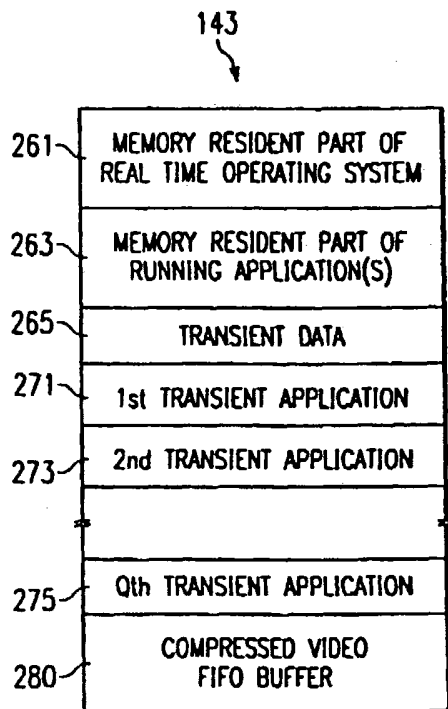 143
261 MEMORY RESIDENT PART OF
REAL TIME OPERATING SYSTEM
263 MEMORY RESIDENT PART OF
RUNNING APPLICATION(S)
265 TRANSIENT DATA
271 1st TRANSIENT APPLICATION
273 2nd TRANSIENT APPLICATION
275 Qth TRANSIENT APPLICATION
280 COMPRESSED VIDEO
FIFO BUFFER